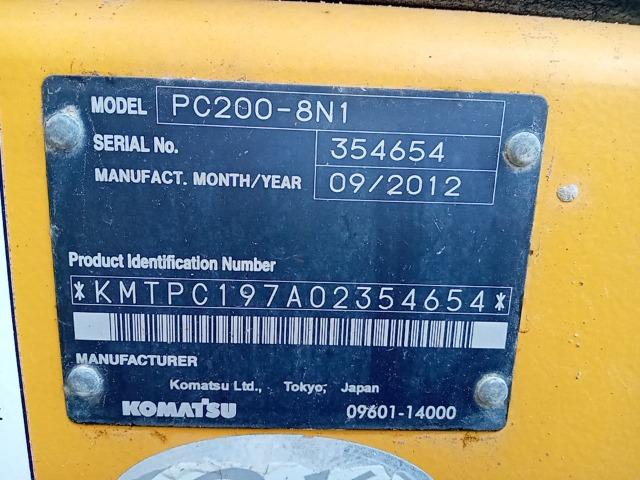 MODEL PC200-8N1
SERIAL No. 354654
MANUFACT. MONTH/YEAR 09/2012
Product Identification Number
*KMTPC197A02354654*
MANUFACTURER
Komatsu Ltd., Tokyo, Japan
KOMATSU 09601-14000